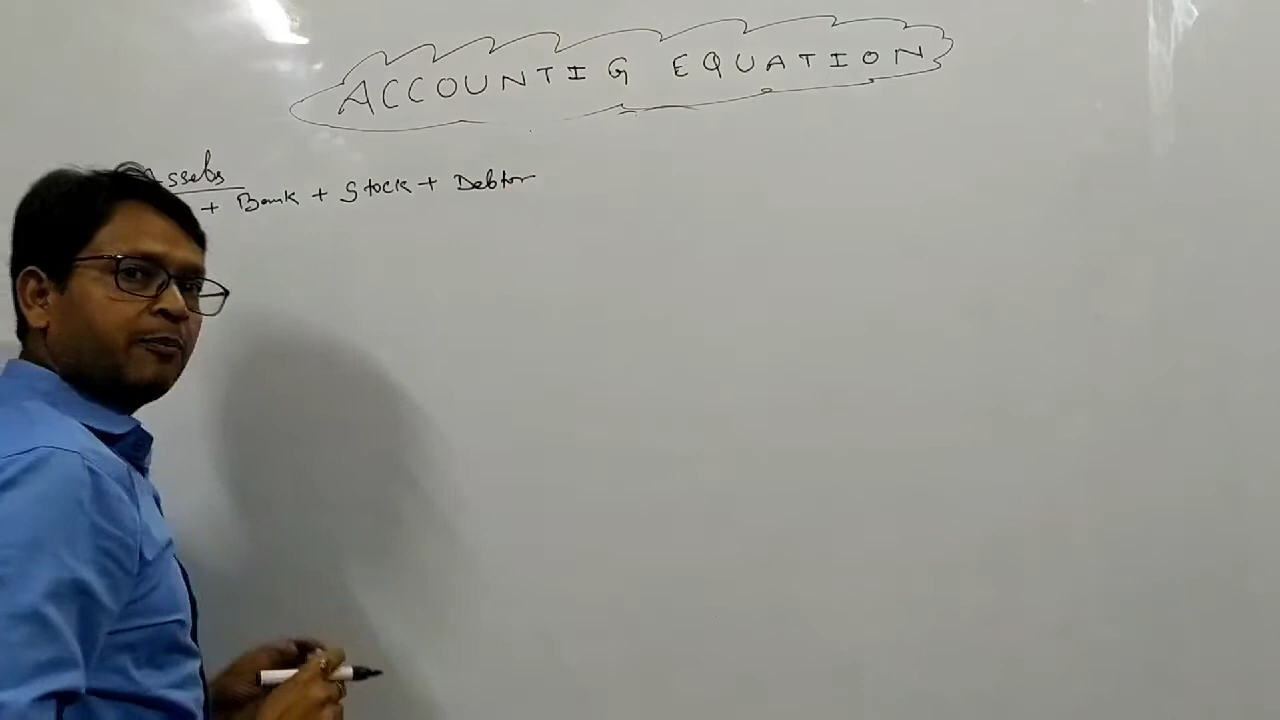 ACCOUNTIG EQUATION
Assets
+ Bank + Stock + Debtor